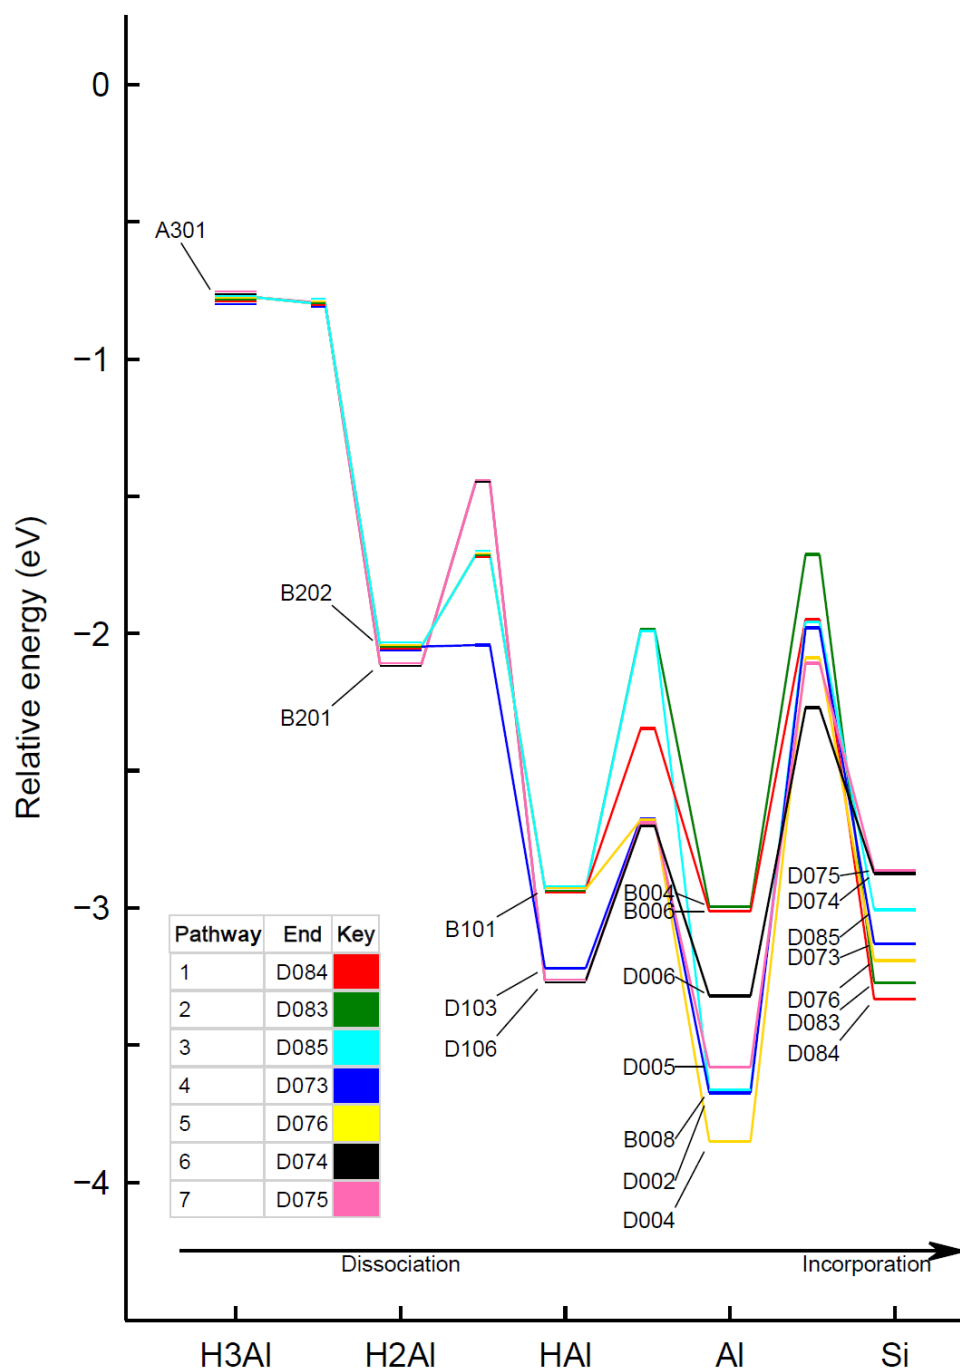 0
A301
−1
Relative energy (eV)
B202
−2
B201
B004
B006
D075
D074
−3
B101
D085
D073
D006
D103
D076
D083
D106
D084
D005
Pathway End Key
1 D084
2 D083
3 D085
4 D073
5 D076
6 D074
7 D075
B008
D002
−4
D004
Dissociation
Incorporation
H3Al
H2Al
HAl
Al
Si